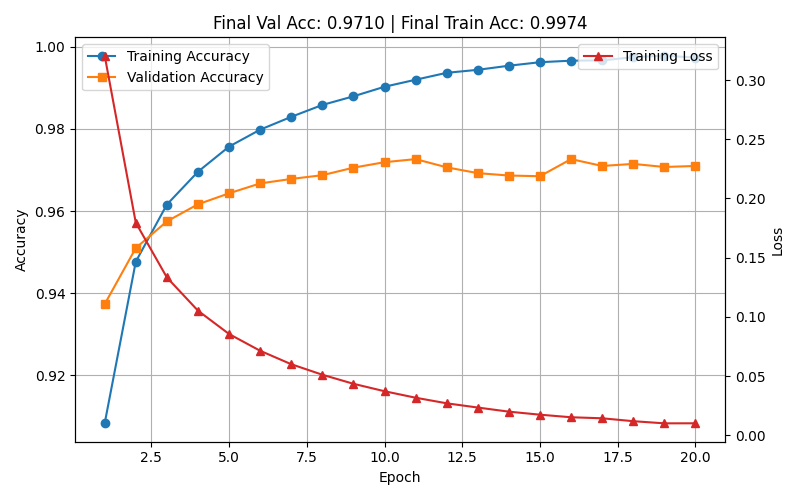 Final Val Acc: 0.9710 | Final Train Acc: 0.9974
Training Accuracy
Validation Accuracy
Training Loss
1.00
0.98
0.96
0.94
0.92
Accuracy
0.30
0.25
0.20
0.15
0.10
0.05
0.00
Loss
2.5 5.0 7.5 10.0 12.5 15.0 17.5 20.0
Epoch